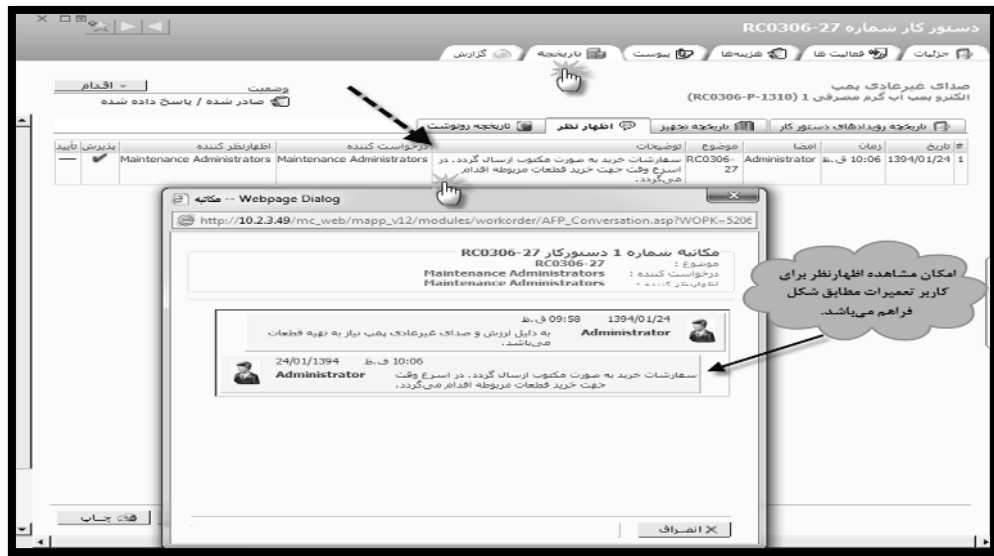 دستور کار شماره RC0306-27
جزئیات فعالیت ها هزینه‌ها پیوست تاریخچه گزارش
صدای غیرعادی پمپ
الکترو پمپ آب گرم مصرفی 1 (RC0306-P-1310)
وضعیت
صادر شده / پاسخ داده شده
اقدام
تاریخچه رویدادهای دستور کار تاریخچه تجهیز اظهار نظر تاریخچه رونوشت
# تاریخ زمان امضا موضوع توضیحات درخواست کننده اظهارنظر کننده پذیرش تأیید
1 1394/01/24 10:06 ق.ظ Administrator RC0306-27 سفارشات خرید به صورت مکتوب ارسال گردد. در اسرع وقت جهت خرید قطعات مربوطه اقدام می‌گردد. Maintenance Administrators Maintenance Administrators
مکاتبه -- Webpage Dialog
http://10.2.3.49/mc_web/mapp_v12/modules/workorder/AFP_Conversation.asp?WOPK=5206
مکاتبه شماره 1 دستورکار RC0306-27
موضوع : RC0306-27
درخواست کننده : Maintenance Administrators
اظهارنظر کننده : Maintenance Administrators
1394/01/24 09:58 ق.ظ
Administrator به دلیل لرزش و صدای غیرعادی پمپ نیاز به تهیه قطعات
می‌باشد.
24/01/1394 10:06 ق.ظ
Administrator سفارشات خرید به صورت مکتوب ارسال گردد. در اسرع وقت
جهت خرید قطعات مربوطه اقدام می‌گردد.
امکان مشاهده اظهارنظر برای
کاربر تعمیرات مطابق شکل
فراهم می‌باشد.
انصراف
چاپ